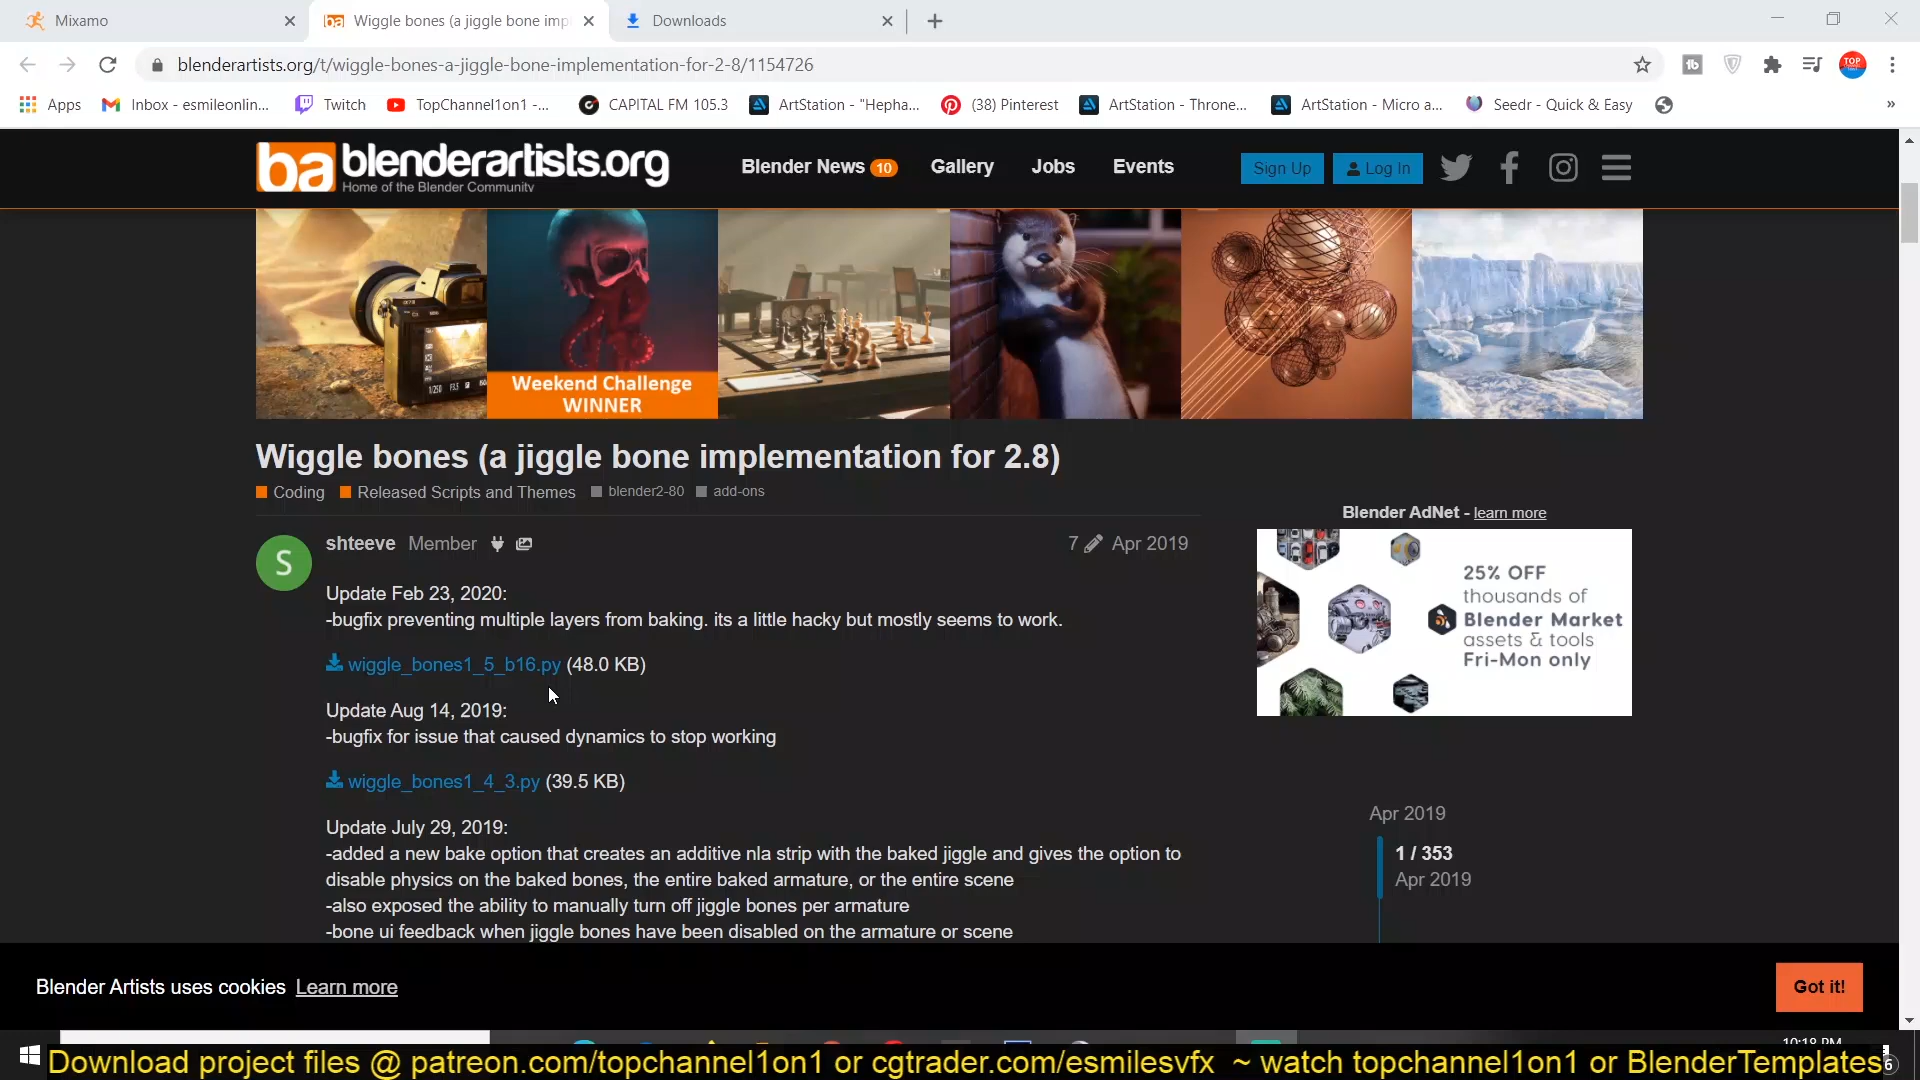 Mixamo
Wiggle bones (a jiggle bone imp
Downloads
blenderartists.org/t/wiggle-bones-a-jiggle-bone-implementation-for-2-8/1154726
Apps
Inbox - esmileonlin...
Twitch
TopChannel1on1 -...
CAPITAL FM 105.3
ArtStation - "Hepha...
(38) Pinterest
ArtStation - Throne...
ArtStation - Micro a...
Seedr - Quick & Easy
»
TOP
ba blenderartists.org
Home of the Blender Community
Blender News 10
Gallery
Jobs
Events
Sign Up
Log In
Weekend Challenge
WINNER
Wiggle bones (a jiggle bone implementation for 2.8)
Coding
Released Scripts and Themes
blender2-80
add-ons
S
shteeve Member
7
Apr 2019
Update Feb 23, 2020:
-bugfix preventing multiple layers from baking. its a little hacky but mostly seems to work.
wiggle_bones1_5_b16.py (48.0 KB)
Update Aug 14, 2019:
-bugfix for issue that caused dynamics to stop working
wiggle_bones1_4_3.py (39.5 KB)
Update July 29, 2019:
-added a new bake option that creates an additive nla strip with the baked jiggle and gives the option to
disable physics on the baked bones, the entire baked armature, or the entire scene
-also exposed the ability to manually turn off jiggle bones per armature
-bone ui feedback when jiggle bones have been disabled on the armature or scene
Blender AdNet - learn more
25% OFF
thousands of
Blender Market
assets & tools
Fri-Mon only
Apr 2019
1 / 353
Apr 2019
Blender Artists uses cookies Learn more
Got it!
10:18 PM
Download project files @ patreon.com/topchannel1on1 or cgtrader.com/esmilesvfx ~ watch topchannel1on1 or BlenderTemplates